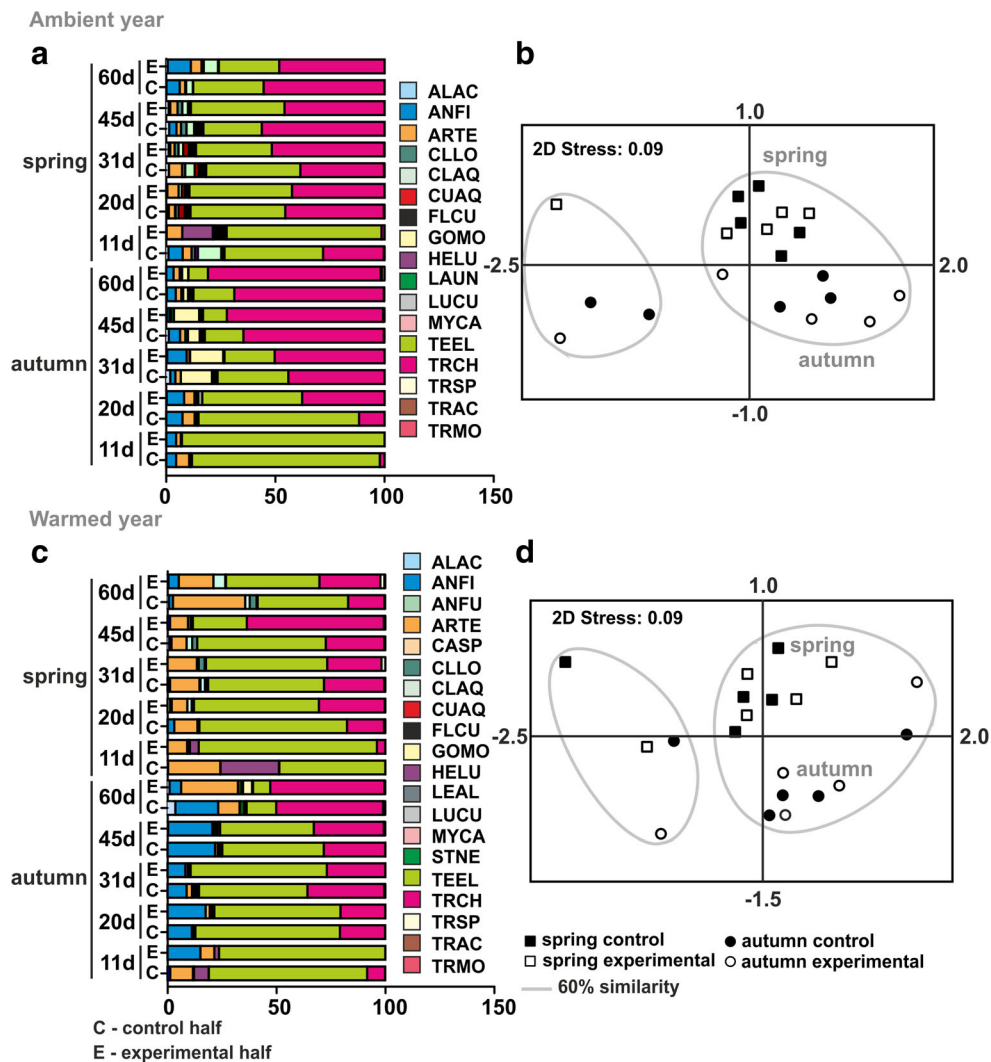 Ambient year
a
b
spring
autumn
60d
E
C
45d
E
C
31d
E
C
20d
E
C
11d
E
C
60d
E
C
45d
E
C
31d
E
C
20d
E
C
11d
E
C
0
50
100
150
ALAC
ANFI
ARTE
CLLO
CLAQ
CUAQ
FLCU
GOMO
HELU
LAUN
LUCU
MYCA
TEEL
TRCH
TRSP
TRAC
TRMO
1.0
2D Stress: 0.09
spring
-2.5
2.0
autumn
-1.0
Warmed year
c
d
spring
autumn
60d
E
C
45d
E
C
31d
E
C
20d
E
C
11d
E
C
60d
E
C
45d
E
C
31d
E
C
20d
E
C
11d
E
C
0
50
100
150
C - control half
E - experimental half
ALAC
ANFI
ANFU
ARTE
CASP
CLLO
CLAQ
CUAQ
FLCU
GOMO
HELU
LEAL
LUCU
MYCA
STNE
TEEL
TRCH
TRSP
TRAC
TRMO
1.0
2D Stress: 0.09
spring
-2.5
2.0
autumn
-1.5
spring control
autumn control
spring experimental
autumn experimental
60% similarity